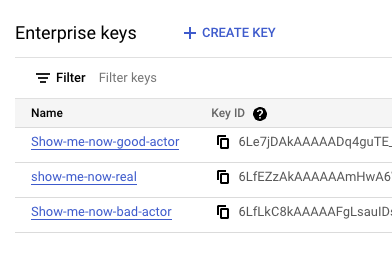 Enterprise keys + CREATE KEY
Filter Filter keys
Name Key ID ?
Show-me-now-good-actor 6Le7jDAkAAAAADq4guTE_
show-me-now-real 6LfEZzAkAAAAAAmHwA6
Show-me-now-bad-actor 6LfLkC8kAAAAAFgLsauID